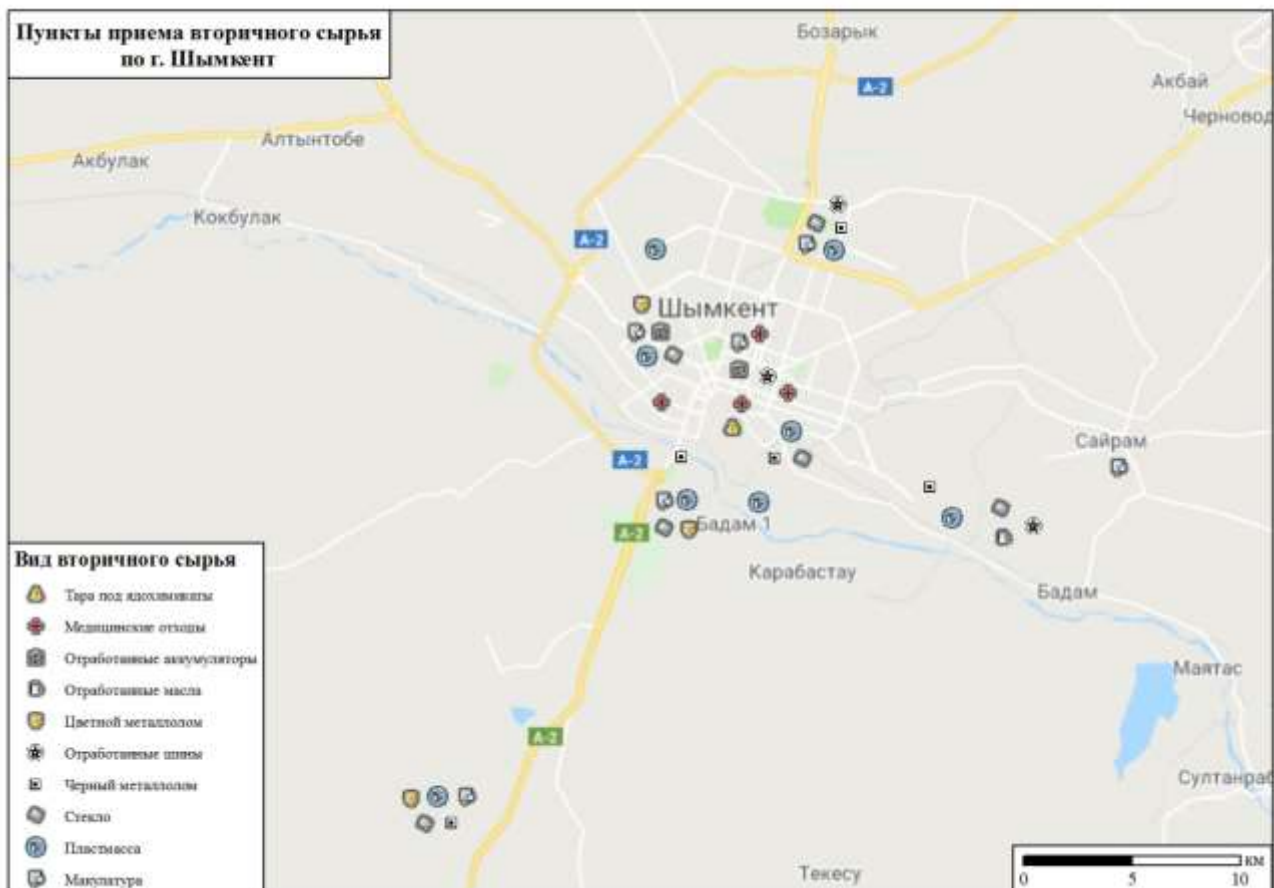 Пункты приема вторичного сырья
по г. Шымкент
Бозарык
А-2
Акбай
Черновод
Алтынтобе
Акбулак
Кокбулак
А-2
Шымкент
Сайрам
А-2
Бадам 1
А-2
Карабастау
Бадам
Маятас
А-2
Султанраб
Текесу
Вид вторичного сырья
Тара под ядохимикаты
Медицинские отходы
Отработанные аккумуляторы
Отработанные масла
Цветной металлолом
Отработанные шины
Черный металлолом
Стекло
Пластмасса
Макулатура
км
0 5 10